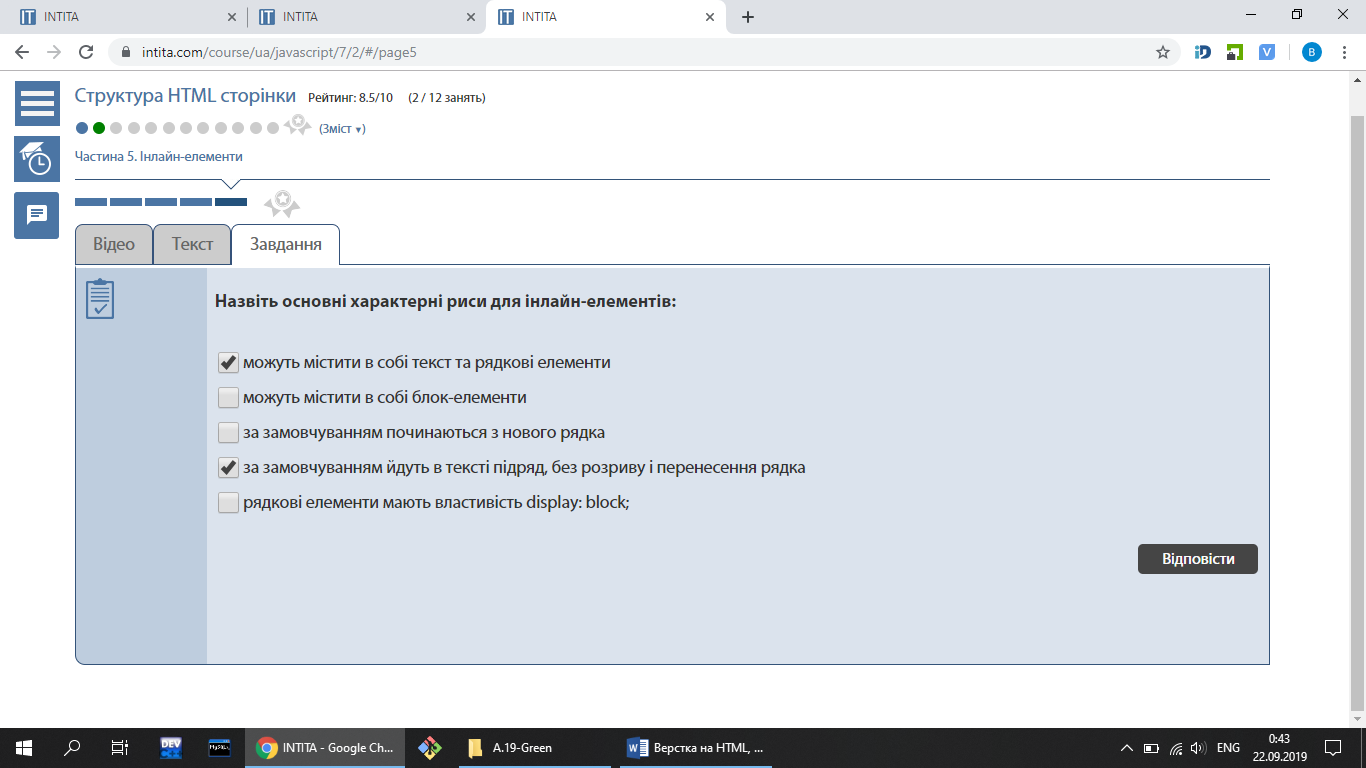 INTITA
INTITA
INTITA
intita.com/course/ua/javascript/7/2/#/page5
Структура HTML сторінки Рейтинг: 8.5/10 (2 / 12 занять)
(Зміст ▼)
Частина 5. Інлайн-елементи
Відео Текст Завдання
Назвіть основні характерні риси для інлайн-елементів:
можуть містити в собі текст та рядкові елементи
можуть містити в собі блок-елементи
за замовчуванням починаються з нового рядка
за замовчуванням йдуть в тексті підряд, без розриву і перенесення рядка
рядкові елементи мають властивість display: block;
Відповісти
INTITA - Google Ch...
A.19-Green
Верстка на HTML, ...
ENG
0:43
22.09.2019